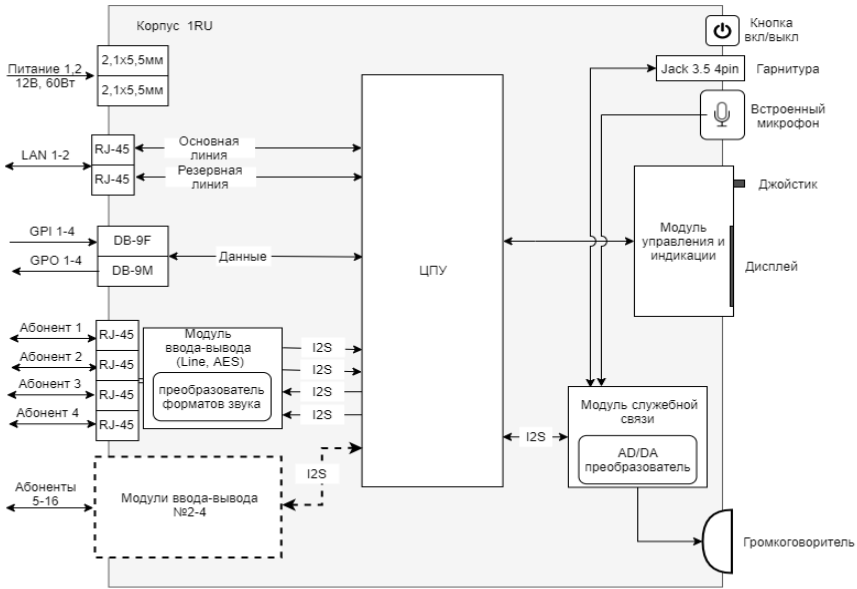 Корпус 1RU
Кнопка
вкл/выкл
Питание 1,2
12В, 60Вт
2,1x5,5мм
2,1x5,5мм
Jack 3.5 4pin
Гарнитура
Встроенный
микрофон
LAN 1-2
RJ-45
RJ-45
Основная
линия
Резервная
линия
Джойстик
Модуль
управления и
индикации
Дисплей
GPI 1-4
GPO 1-4
DB-9F
DB-9M
Данные
ЦПУ
Абонент 1
Абонент 2
Абонент 3
Абонент 4
RJ-45
RJ-45
RJ-45
RJ-45
Модуль
ввода-вывода
(Line, AES)
преобразователь
форматов звука
I2S
I2S
I2S
I2S
Модуль служебной
связи
AD/DA
преобразователь
I2S
Абоненты
5-16
Модули ввода-вывода
№2-4
I2S
Громкоговоритель